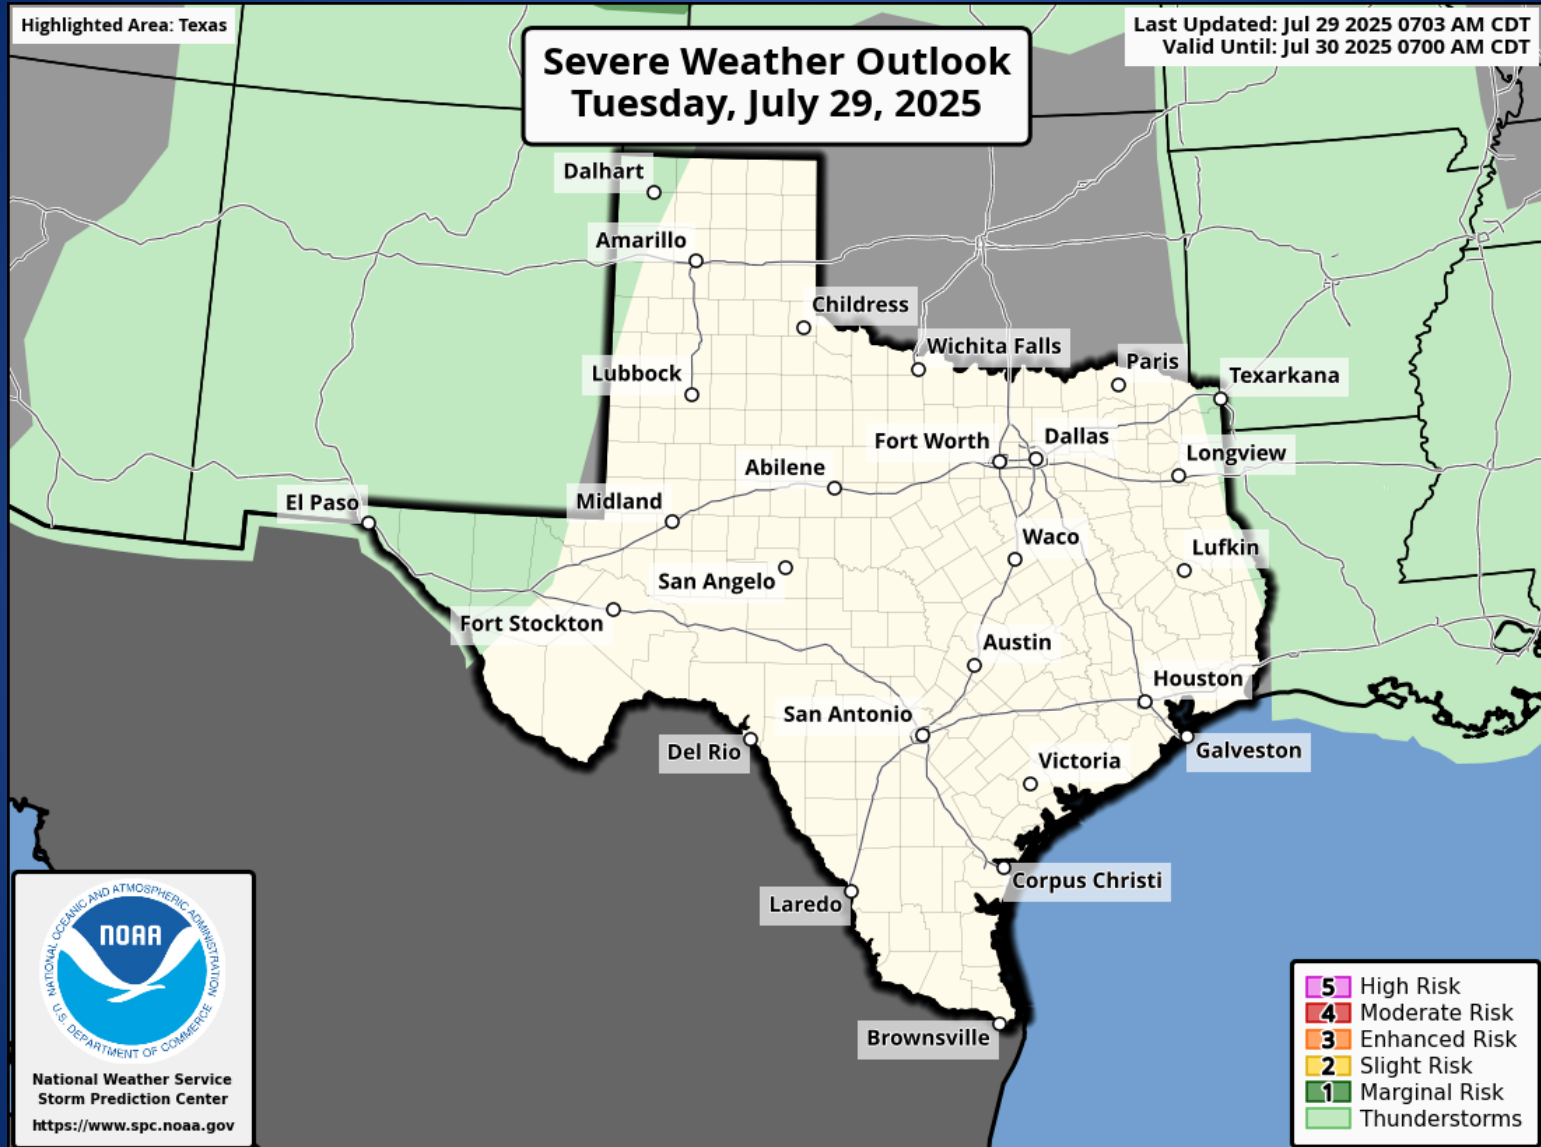 Highlighted Area: Texas
Severe Weather Outlook
Tuesday, July 29, 2025
Last Updated: Jul 29 2025 0703 AM CDT
Valid Until: Jul 30 2025 0700 AM CDT
Dalhart
Amarillo
Childress
Wichita Falls
Paris
Texarkana
Lubbock
Fort Worth
Dallas
Longview
Abilene
Midland
El Paso
Waco
Lufkin
San Angelo
Fort Stockton
Austin
Houston
San Antonio
Del Rio
Galveston
Victoria
Corpus Christi
Laredo
Brownsville
NATIONAL OCEANIC AND ATMOSPHERIC ADMINISTRATION
NOAA
U.S. DEPARTMENT OF COMMERCE
National Weather Service
Storm Prediction Center
https://www.spc.noaa.gov
5 High Risk
4 Moderate Risk
3 Enhanced Risk
2 Slight Risk
1 Marginal Risk
Thunderstorms